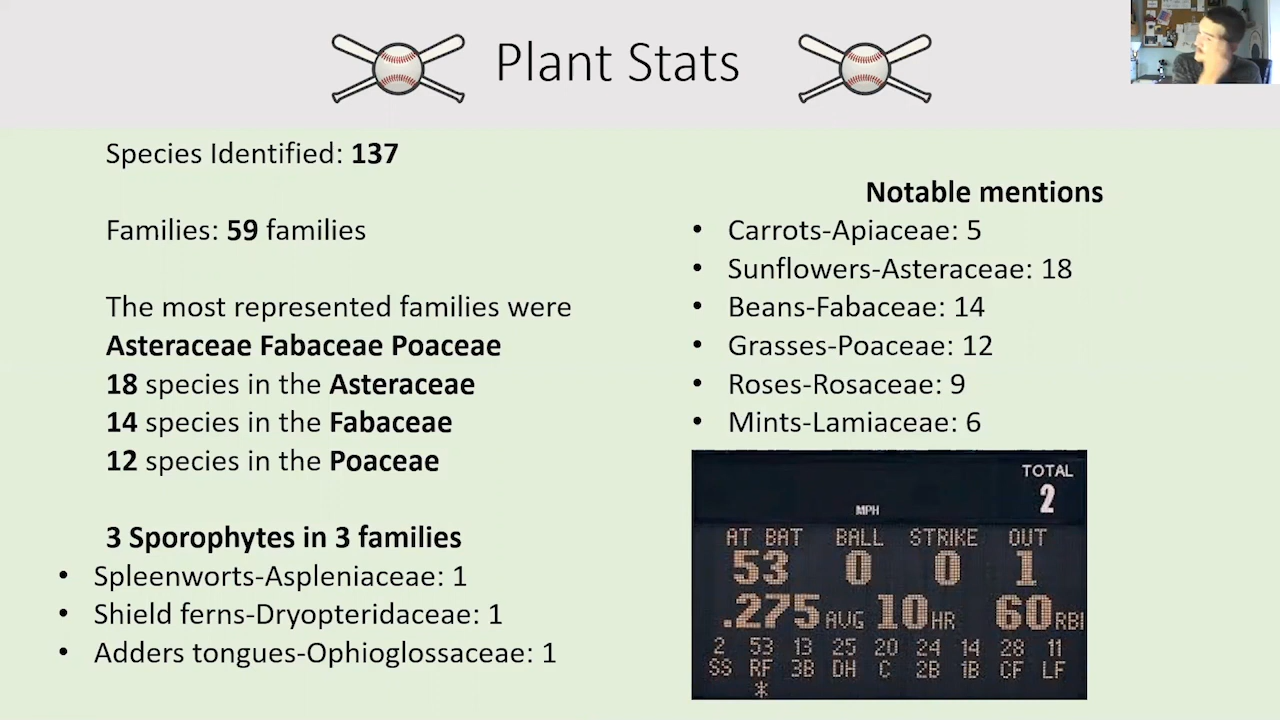 Plant Stats
Species Identified: 137
Families: 59 families
The most represented families were
Asteraceae Fabaceae Poaceae
18 species in the Asteraceae
14 species in the Fabaceae
12 species in the Poaceae
3 Sporophytes in 3 families
• Spleenworts-Aspleniaceae: 1
• Shield ferns-Dryopteridaceae: 1
• Adders tongues-Ophioglossaceae: 1
Notable mentions
• Carrots-Apiaceae: 5
• Sunflowers-Asteraceae: 18
• Beans-Fabaceae: 14
• Grasses-Poaceae: 12
• Roses-Rosaceae: 9
• Mints-Lamiaceae: 6
TOTAL
2
MPH
AT BAT BALL STRIKE OUT
53 0 0 1
.275 AVG 10 HR 60 RBI
2 53 13 25 20 24 14 28 11
SS RF 3B DH C 2B 1B CF LF
*